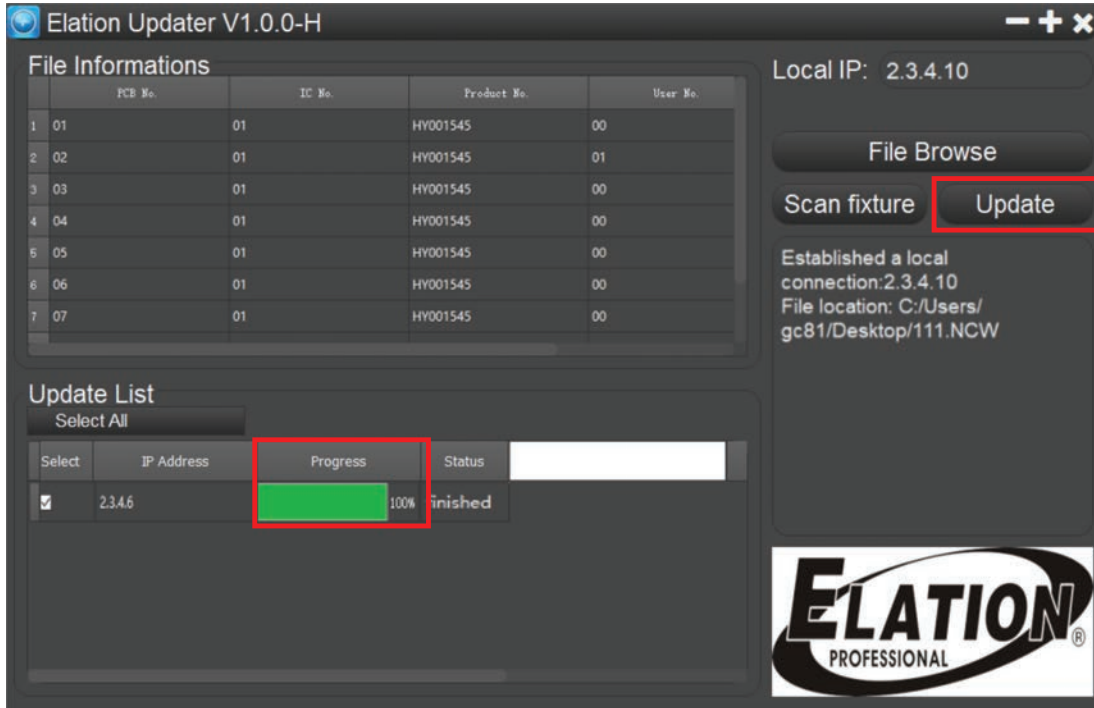 Elation Updater V1.0.0-H
File Informations
PCB No. IC No. Product No. User No.
1 01 01 HY001545 00
2 02 01 HY001545 01
3 03 01 HY001545 00
4 04 01 HY001545 00
5 05 01 HY001545 00
6 06 01 HY001545 00
7 07 01 HY001545 00
Local IP: 2.3.4.10
File Browse
Scan fixture Update
Established a local
connection:2.3.4.10
File location: C:/Users/
gc81/Desktop/111.NCW
Update List
Select All
Select IP Address Progress Status
2.3.4.6 100% finished
ELATION®
PROFESSIONAL